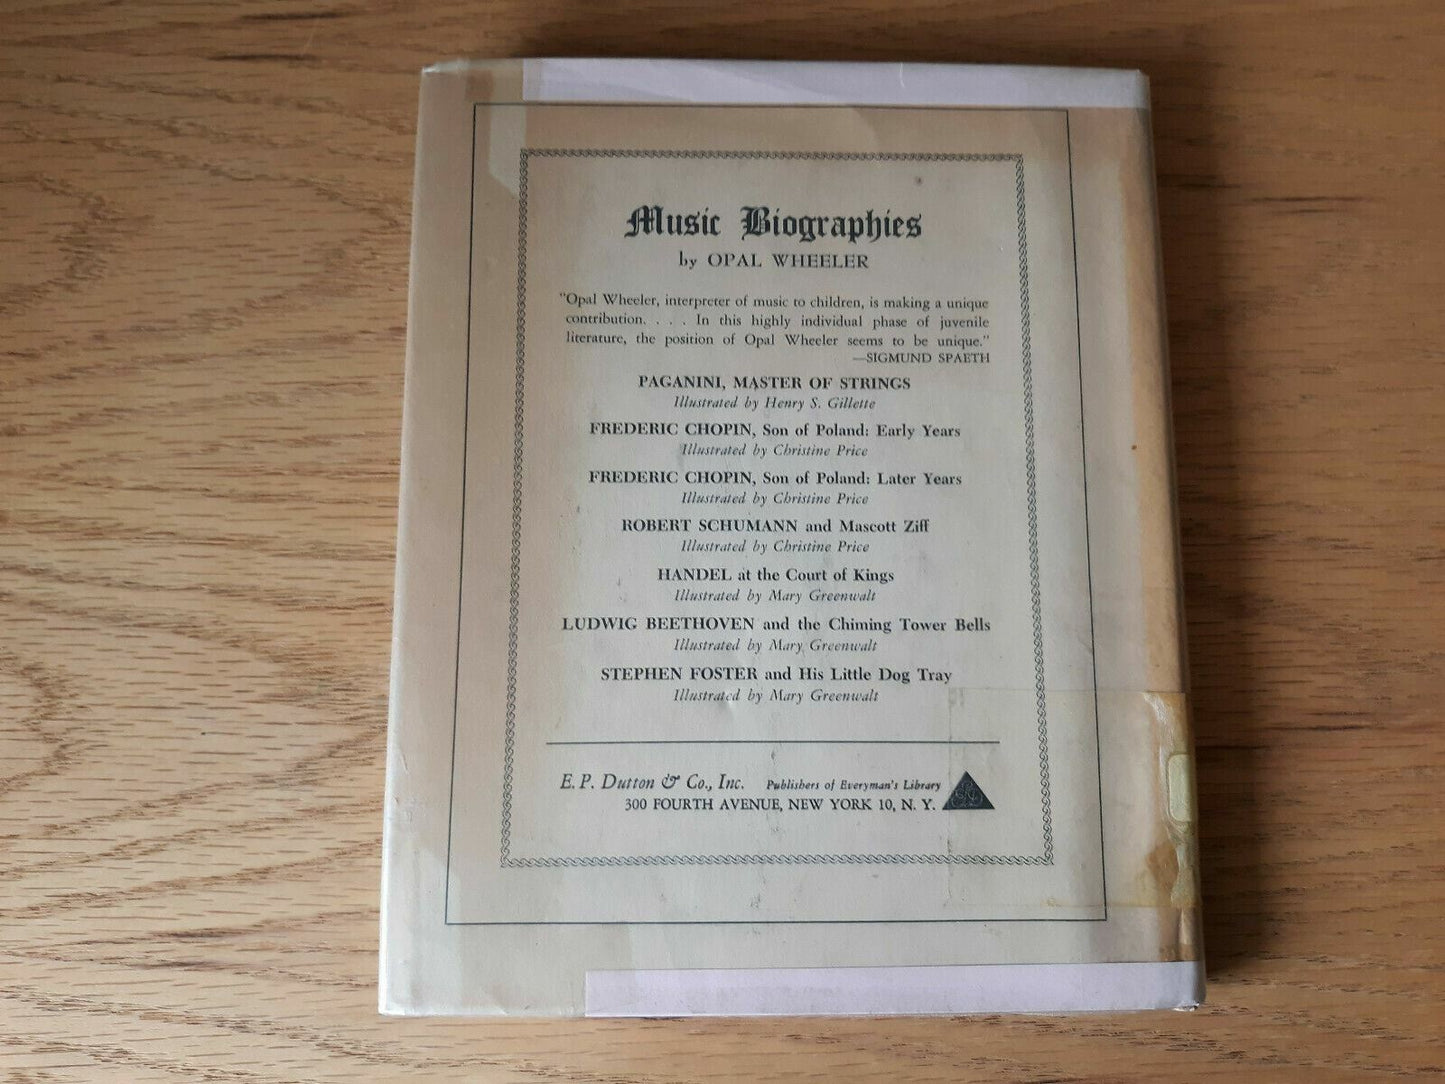 Music Biographies
by OPAL WHEELER
"Opal Wheeler, interpreter of music to children, is making a unique
contribution. . . . In this highly individual phase of juvenile
literature, the position of Opal Wheeler seems to be unique."
—SIGMUND SPAETH
PAGANINI, MASTER OF STRINGS
Illustrated by Henry S. Gillette
FREDERIC CHOPIN, Son of Poland: Early Years
Illustrated by Christine Price
FREDERIC CHOPIN, Son of Poland: Later Years
Illustrated by Christine Price
ROBERT SCHUMANN and Mascott Ziff
Illustrated by Christine Price
HANDEL at the Court of Kings
Illustrated by Mary Greenwalt
LUDWIG BEETHOVEN and the Chiming Tower Bells
Illustrated by Mary Greenwalt
STEPHEN FOSTER and His Little Dog Tray
Illustrated by Mary Greenwalt
E. P. Dutton & Co., Inc. Publishers of Everyman's Library
300 FOURTH AVENUE, NEW YORK 10, N. Y.